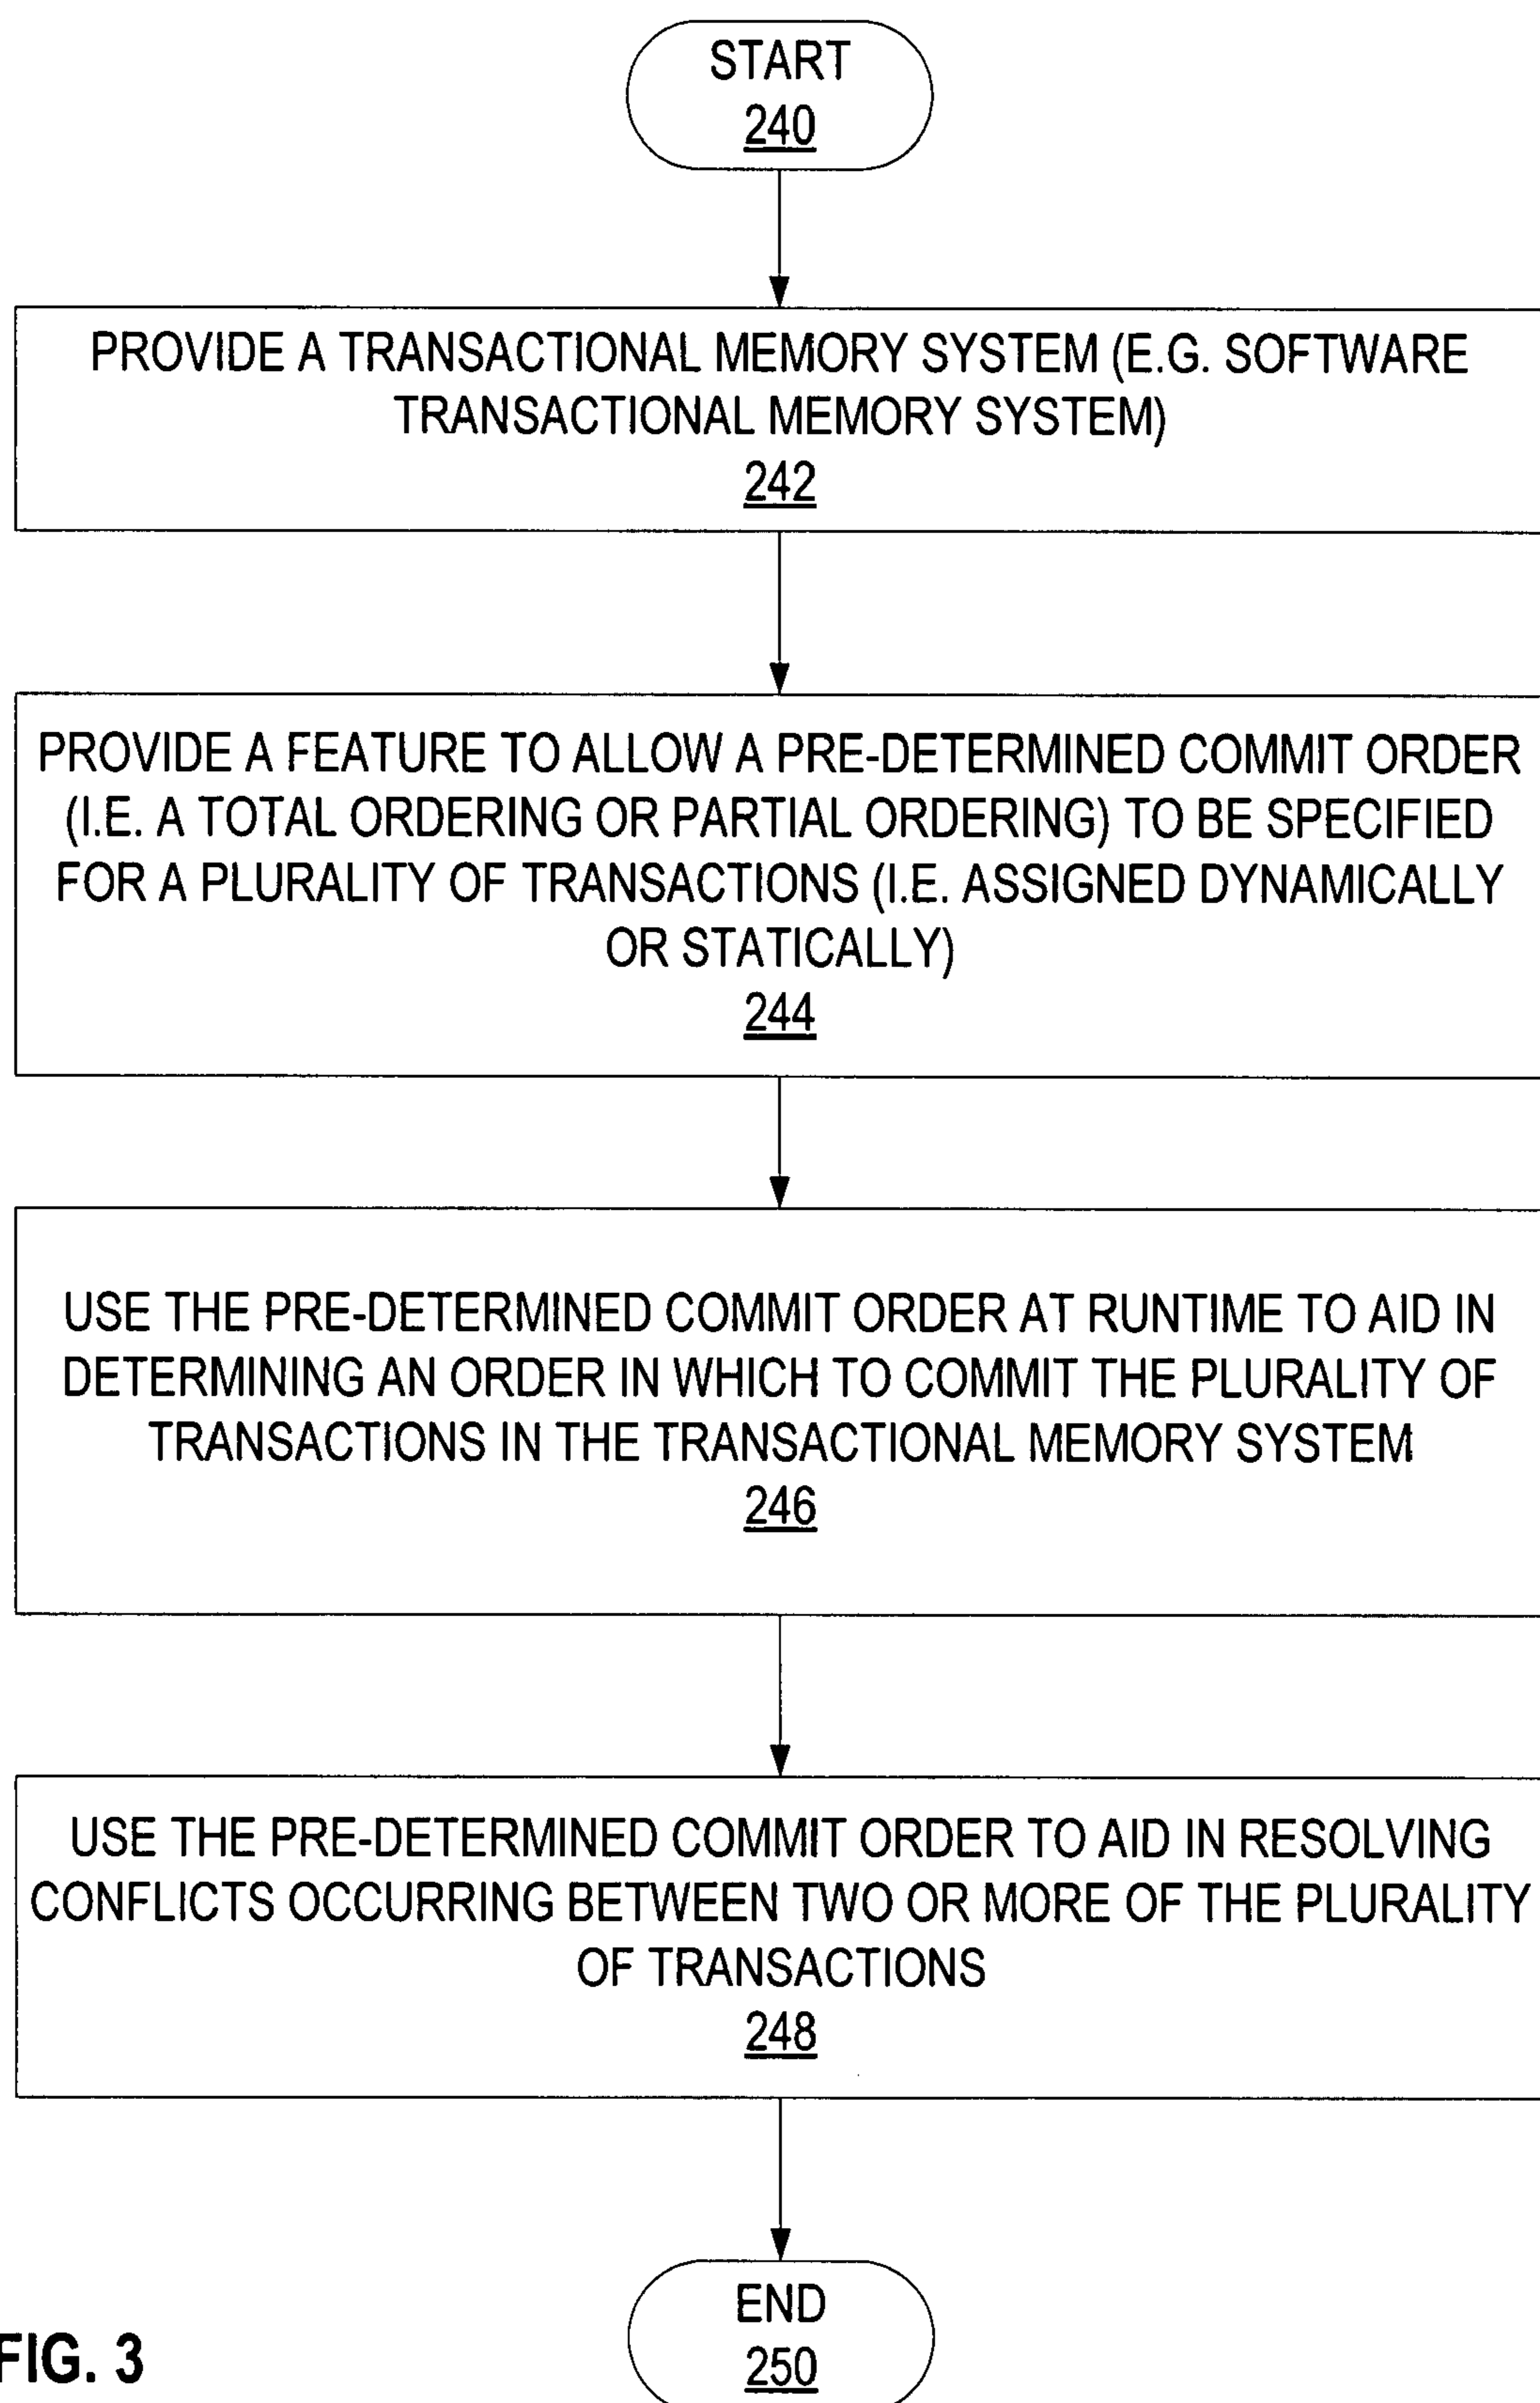 START
240
PROVIDE A TRANSACTIONAL MEMORY SYSTEM (E.G. SOFTWARE
TRANSACTIONAL MEMORY SYSTEM)
242
PROVIDE A FEATURE TO ALLOW A PRE-DETERMINED COMMIT ORDER
(I.E. A TOTAL ORDERING OR PARTIAL ORDERING) TO BE SPECIFIED
FOR A PLURALITY OF TRANSACTIONS (I.E. ASSIGNED DYNAMICALLY
OR STATICALLY)
244
USE THE PRE-DETERMINED COMMIT ORDER AT RUNTIME TO AID IN
DETERMINING AN ORDER IN WHICH TO COMMIT THE PLURALITY OF
TRANSACTIONS IN THE TRANSACTIONAL MEMORY SYSTEM
246
USE THE PRE-DETERMINED COMMIT ORDER TO AID IN RESOLVING
CONFLICTS OCCURRING BETWEEN TWO OR MORE OF THE PLURALITY
OF TRANSACTIONS
248
END
250
FIG. 3